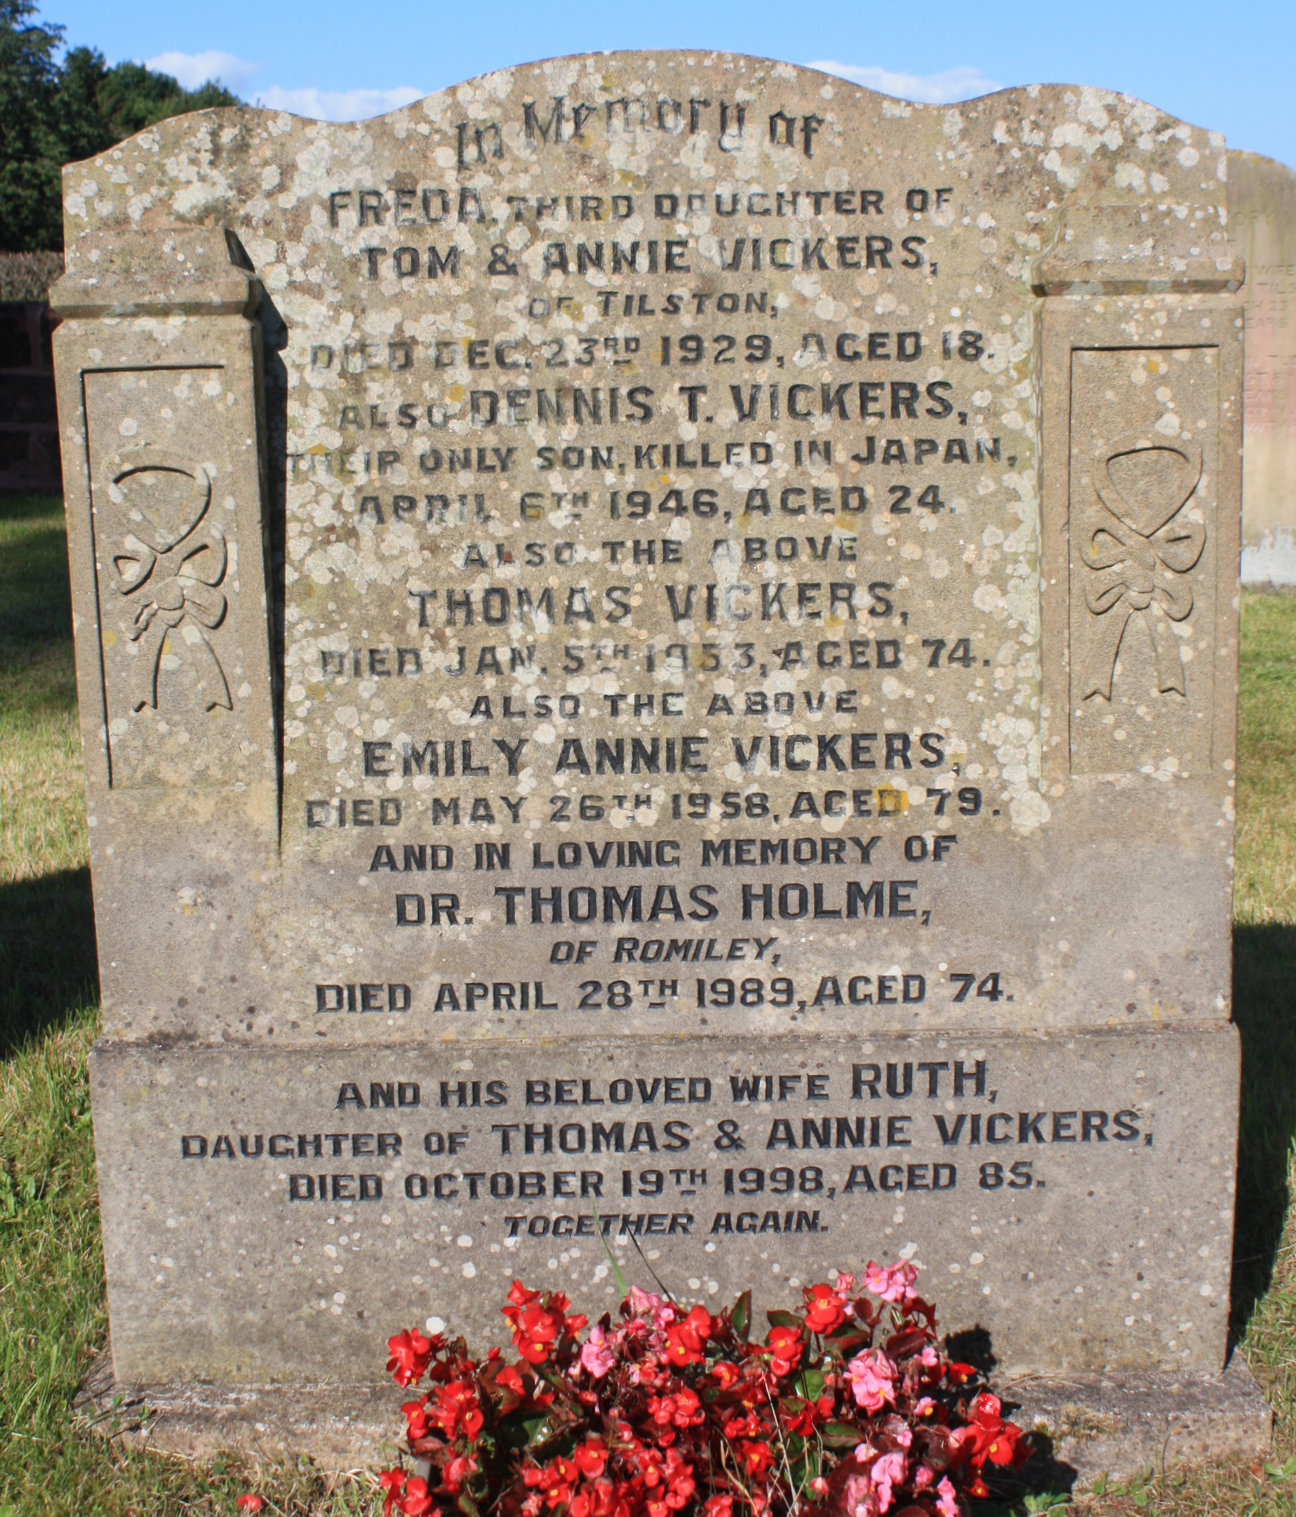 In Memory of
FREDA, THIRD DAUGHTER OF
TOM & ANNIE VICKERS,
OF TILSTON,
DIED DEC. 23RD 1929, AGED 18.
ALSO DENNIS T. VICKERS,
THEIR ONLY SON, KILLED IN JAPAN,
APRIL 6TH 1946, AGED 24.
ALSO THE ABOVE
THOMAS VICKERS,
DIED JAN. 5TH 1953, AGED 74.
ALSO THE ABOVE
EMILY ANNIE VICKERS,
DIED MAY 26TH 1958, AGED 79.
AND IN LOVING MEMORY OF
DR. THOMAS HOLME,
OF ROMILEY,
DIED APRIL 28TH 1989, AGED 74.
AND HIS BELOVED WIFE RUTH,
DAUGHTER OF THOMAS & ANNIE VICKERS,
DIED OCTOBER 19TH 1998, AGED 85.
TOGETHER AGAIN.